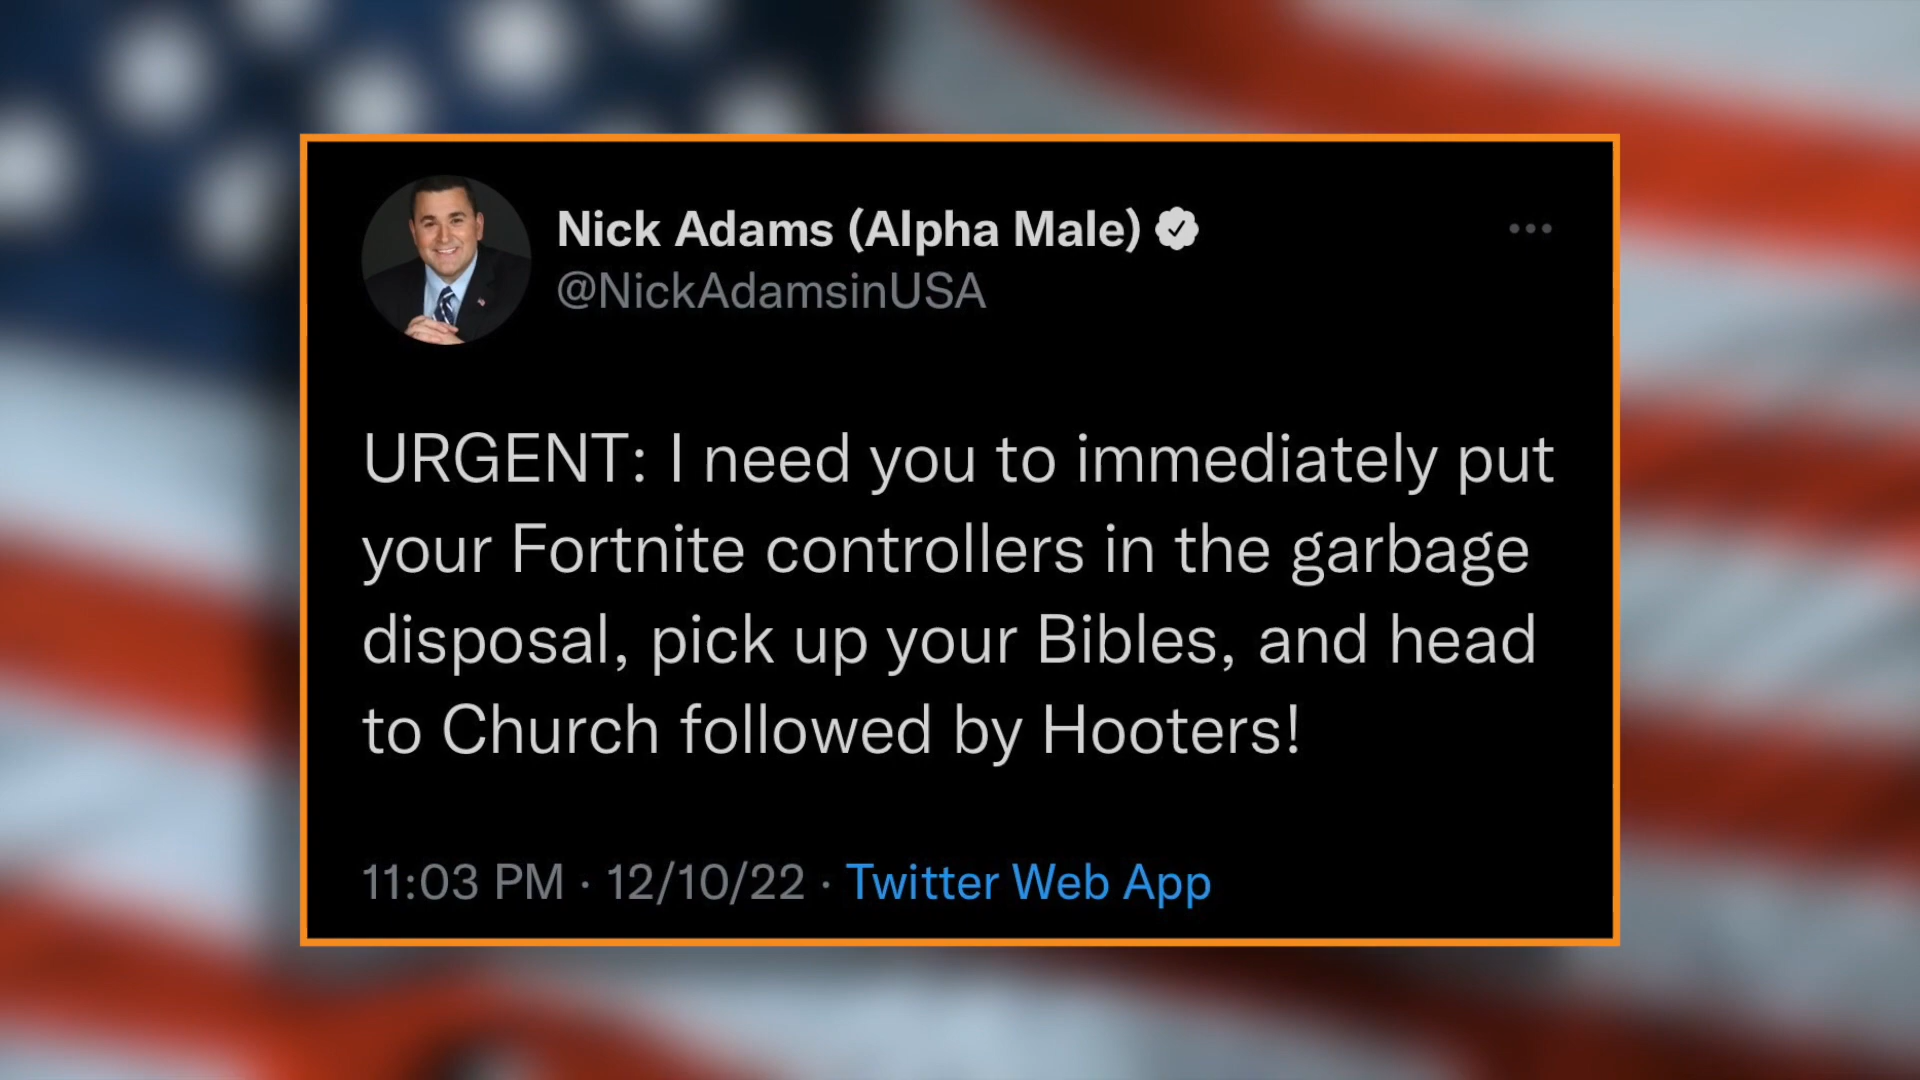 Nick Adams (Alpha Male)
@NickAdamsinUSA
URGENT: I need you to immediately put
your Fortnite controllers in the garbage
disposal, pick up your Bibles, and head
to Church followed by Hooters!
11:03 PM · 12/10/22 · Twitter Web App